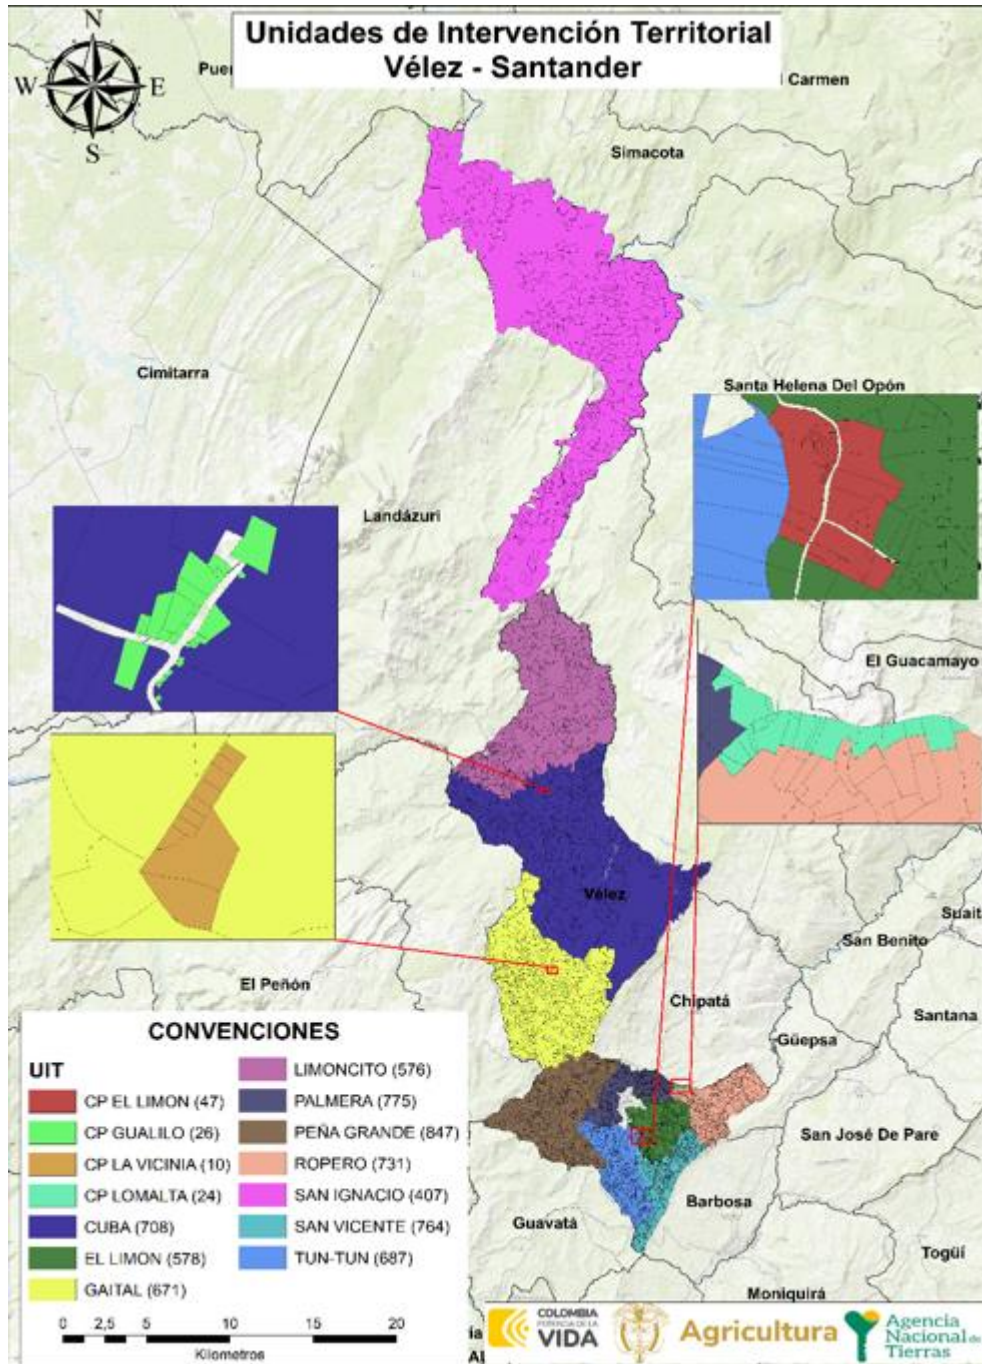 Unidades de Intervención Territorial
Vélez - Santander
N
W E
S
Carmen
Simacota
Cimitarra
Santa Helena Del Opón
Landázuri
El Guacamayo
Vélez
San Benito
El Peñón
Chipatá
Santana
Güepsa
San José De Pare
Barbosa
Guavatá
Togüí
Moniquirá
CONVENCIONES
UIT
CP EL LIMON (47)
CP GUALILO (26)
CP LA VICINIA (10)
CP LOMALTA (24)
CUBA (708)
EL LIMON (578)
GAITAL (671)
LIMONCITO (576)
PALMERA (775)
PEÑA GRANDE (847)
ROPERO (731)
SAN IGNACIO (407)
SAN VICENTE (764)
TUN-TUN (687)
0 2,5 5 10 15 20
Kilometros
COLOMBIA
POTENCIA DE LA
VIDA
Agricultura
Agencia
Nacional de
Tierras